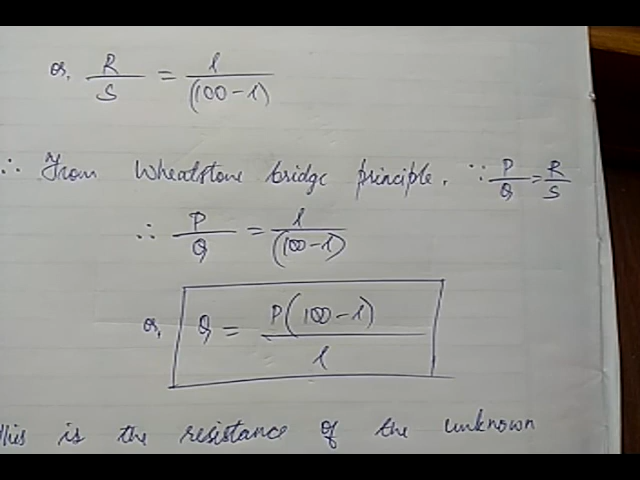 or, R/S = l/(100 - l)
∴ From Wheatstone bridge principle. ∵ P/Q = R/S
∴ P/Q = l/(100 - l)
or, Q = P(100 - l)/l
This is the resistance of the unknown